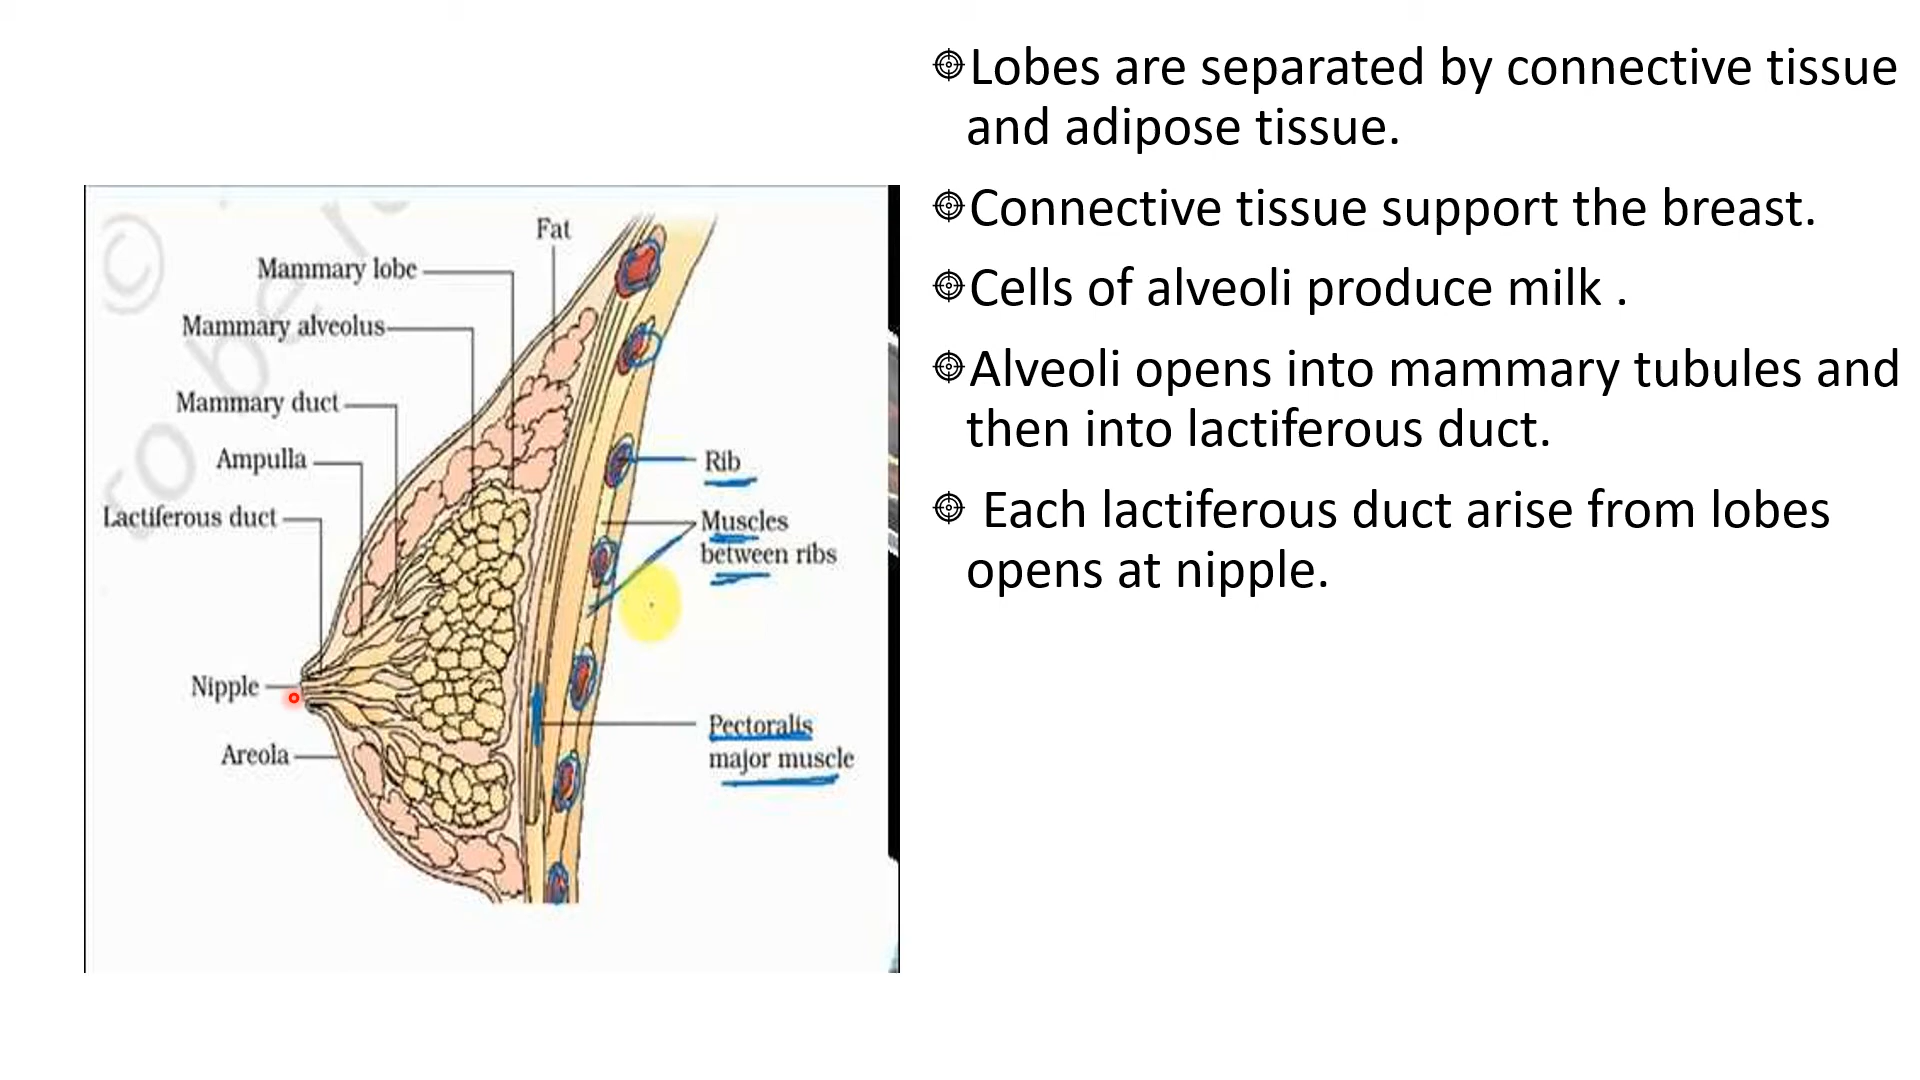 Lobes are separated by connective tissue
and adipose tissue.
Connective tissue support the breast.
Cells of alveoli produce milk .
Alveoli opens into mammary tubules and
then into lactiferous duct.
Each lactiferous duct arise from lobes
opens at nipple.
Fat
Mammary lobe
Mammary alveolus
Mammary duct
Ampulla
Lactiferous duct
Nipple
Areola
Rib
Muscles
between ribs
Pectoralis
major muscle